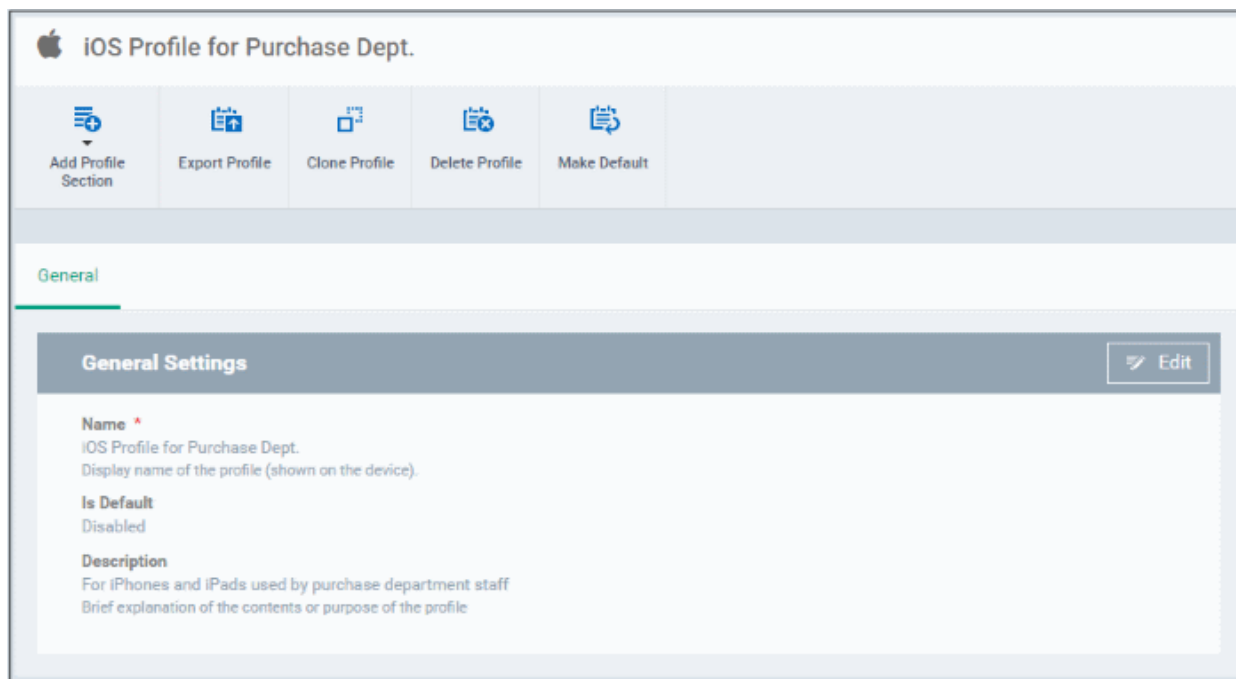 iOS Profile for Purchase Dept.
Add Profile
Section
Export Profile
Clone Profile
Delete Profile
Make Default
General
General Settings
Edit
Name *
iOS Profile for Purchase Dept.
Display name of the profile (shown on the device).
Is Default
Disabled
Description
For iPhones and iPads used by purchase department staff
Brief explanation of the contents or purpose of the profile